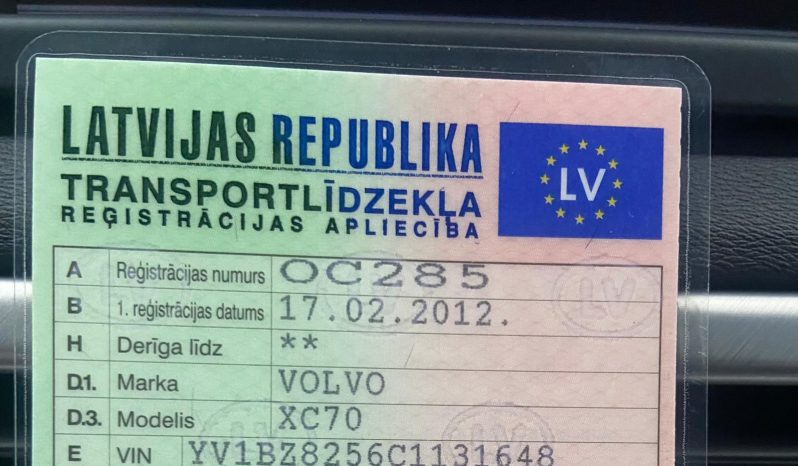 LATVIJAS REPUBLIKA
TRANSPORTLĪDZEKĻA
REĢISTRĀCIJAS APLIECĪBA
LV
A Reģistrācijas numurs OC285
B 1. reģistrācijas datums 17.02.2012.
H Derīga līdz **
D.1. Marka VOLVO
D.3. Modelis XC70
E VIN YV1BZ8256C1131648